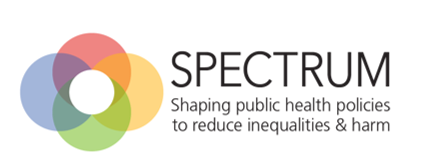 SPECTRUM
Shaping public health policies
to reduce inequalities & harm